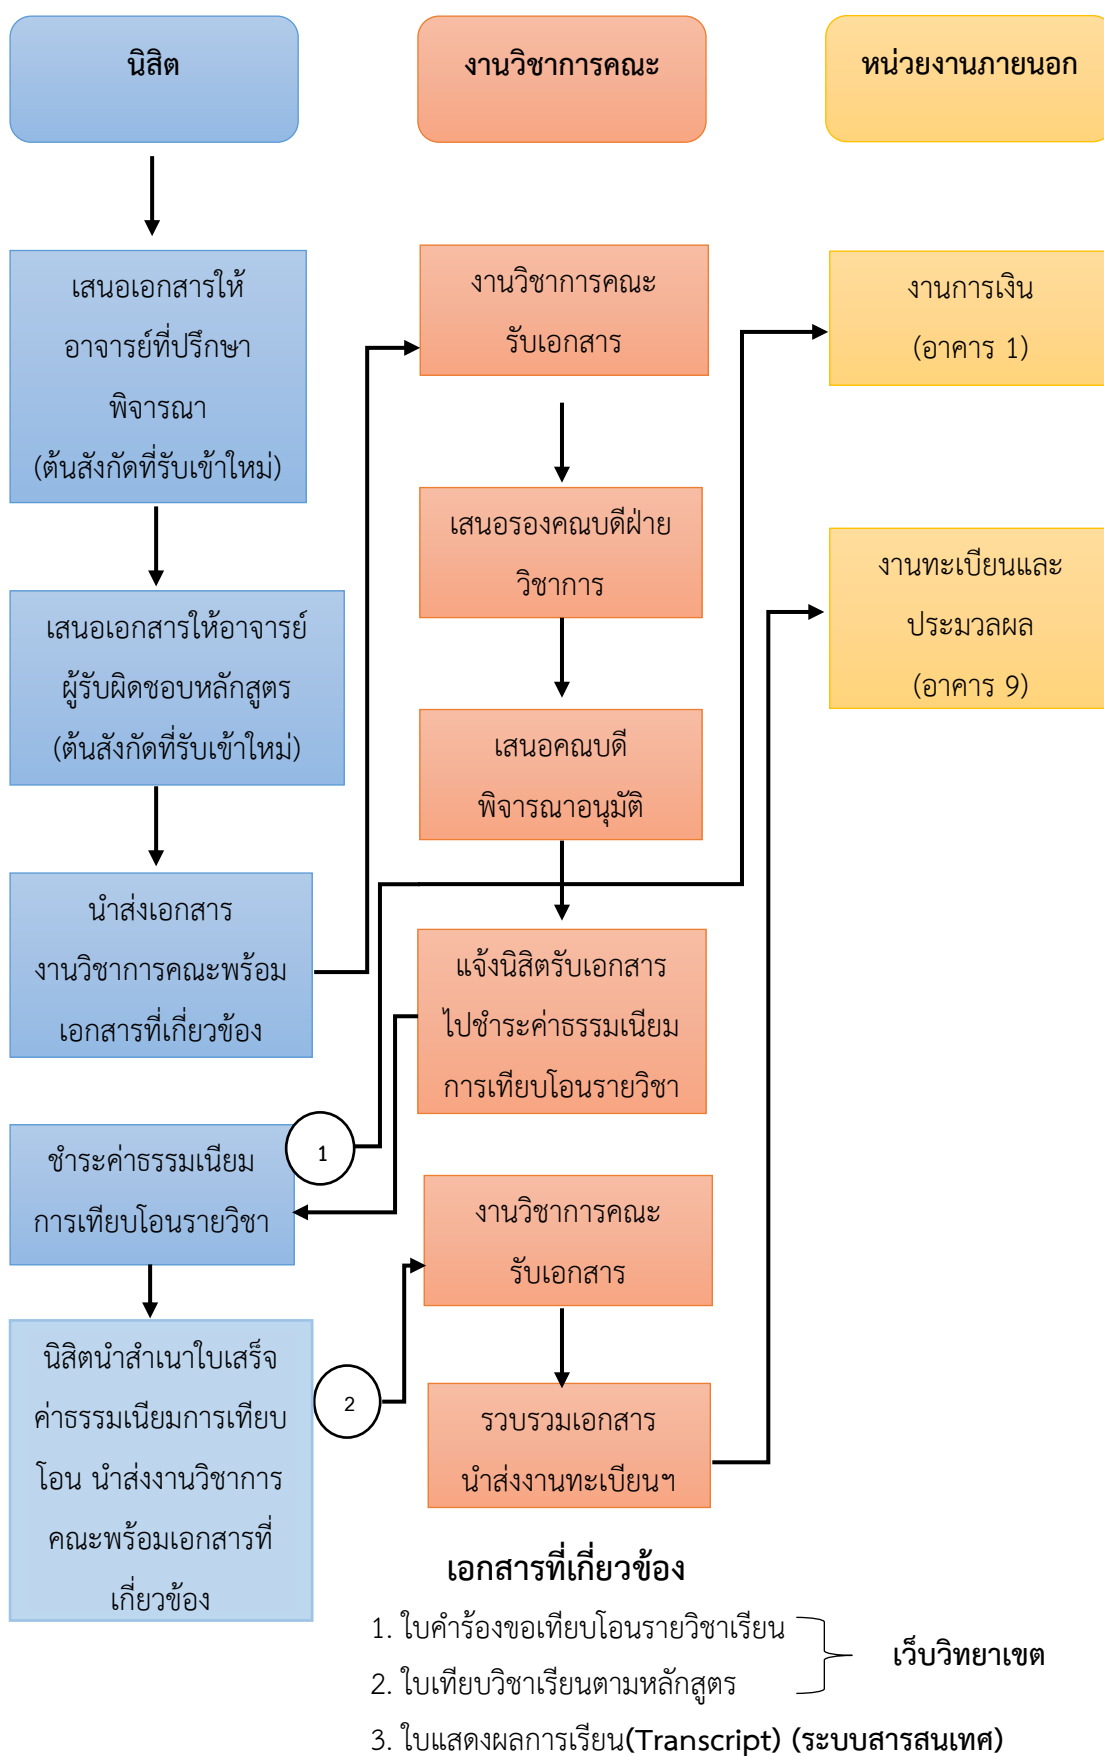 นิสิต
งานวิชาการคณะ
หน่วยงานภายนอก
เสนอเอกสารให้
อาจารย์ที่ปรึกษา
พิจารณา
(ต้นสังกัดที่รับเข้าใหม่)
เสนอเอกสารให้อาจารย์
ผู้รับผิดชอบหลักสูตร
(ต้นสังกัดที่รับเข้าใหม่)
นำส่งเอกสาร
งานวิชาการคณะพร้อม
เอกสารที่เกี่ยวข้อง
ชำระค่าธรรมเนียม
การเทียบโอนรายวิชา
1
นิสิตนำสำเนาใบเสร็จ
ค่าธรรมเนียมการเทียบ
โอน นำส่งงานวิชาการ
คณะพร้อมเอกสารที่
เกี่ยวข้อง
2
งานวิชาการคณะ
รับเอกสาร
เสนอรองคณบดีฝ่าย
วิชาการ
เสนอคณบดี
พิจารณาอนุมัติ
แจ้งนิสิตรับเอกสาร
ไปชำระค่าธรรมเนียม
การเทียบโอนรายวิชา
งานวิชาการคณะ
รับเอกสาร
รวบรวมเอกสาร
นำส่งงานทะเบียนฯ
งานการเงิน
(อาคาร 1)
งานทะเบียนและ
ประมวลผล
(อาคาร 9)
เอกสารที่เกี่ยวข้อง
1. ใบคำร้องขอเทียบโอนรายวิชาเรียน
2. ใบเทียบวิชาเรียนตามหลักสูตร
เว็บวิทยาเขต
3. ใบแสดงผลการเรียน(Transcript) (ระบบสารสนเทศ)